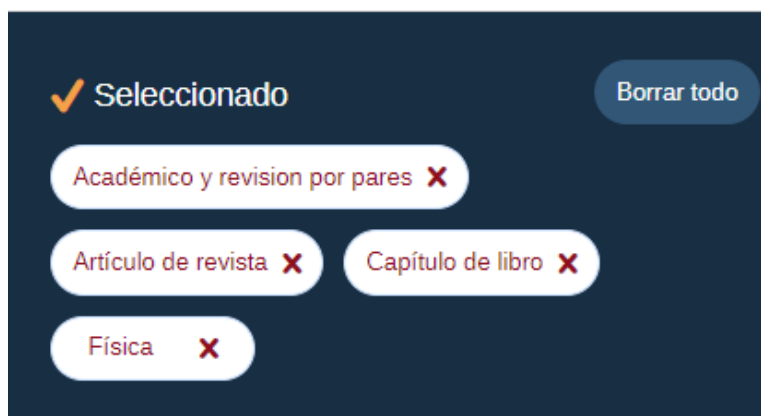 Seleccionado
Borrar todo
Académico y revision por pares
Artículo de revista
Capítulo de libro
Física